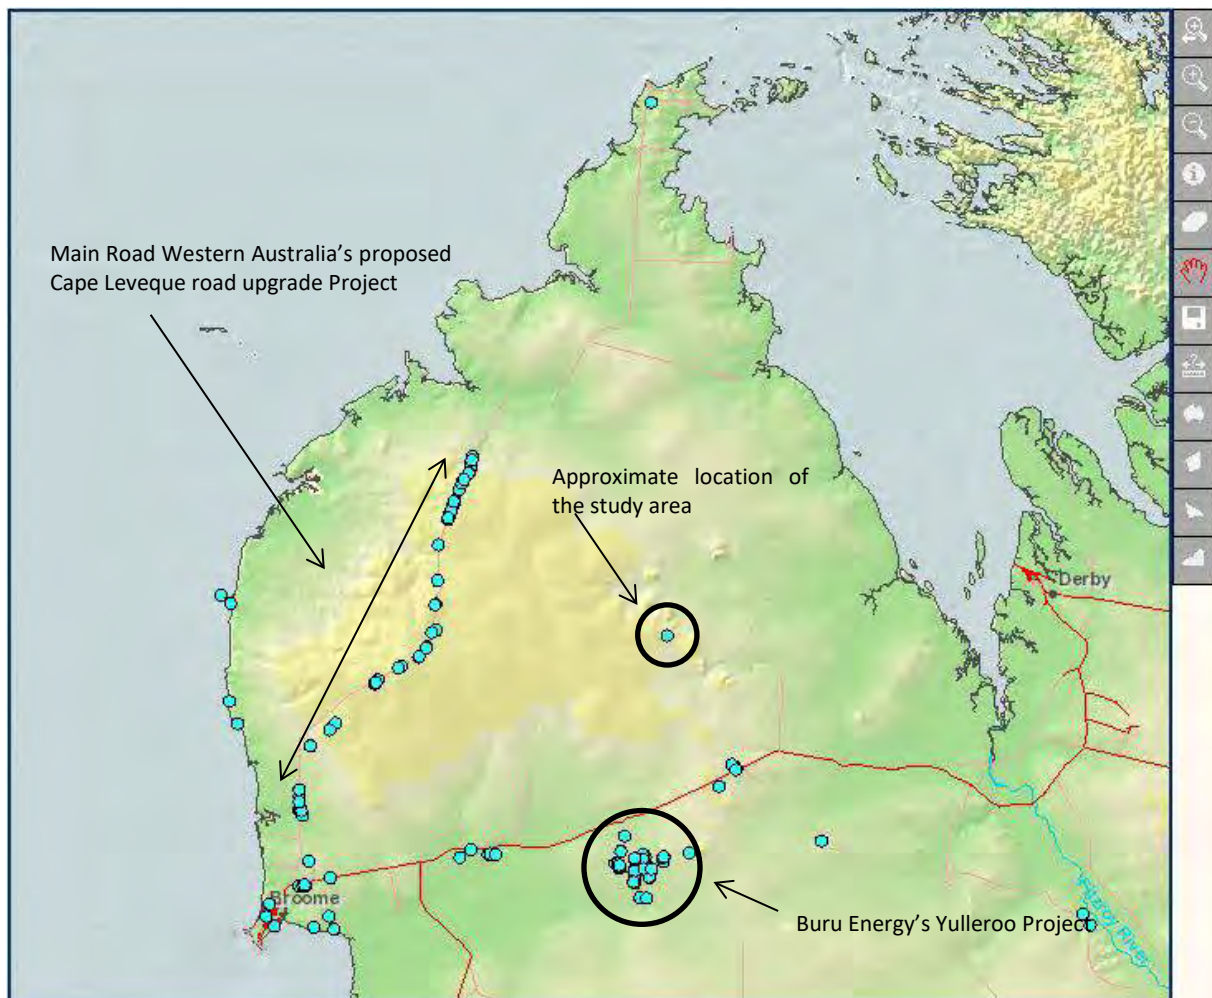 Main Road Western Australia's proposed
Cape Leveque road upgrade Project
Approximate location of
the study area
Derby
Broome
Buru Energy's Yulleroo Project
Fitzroy River